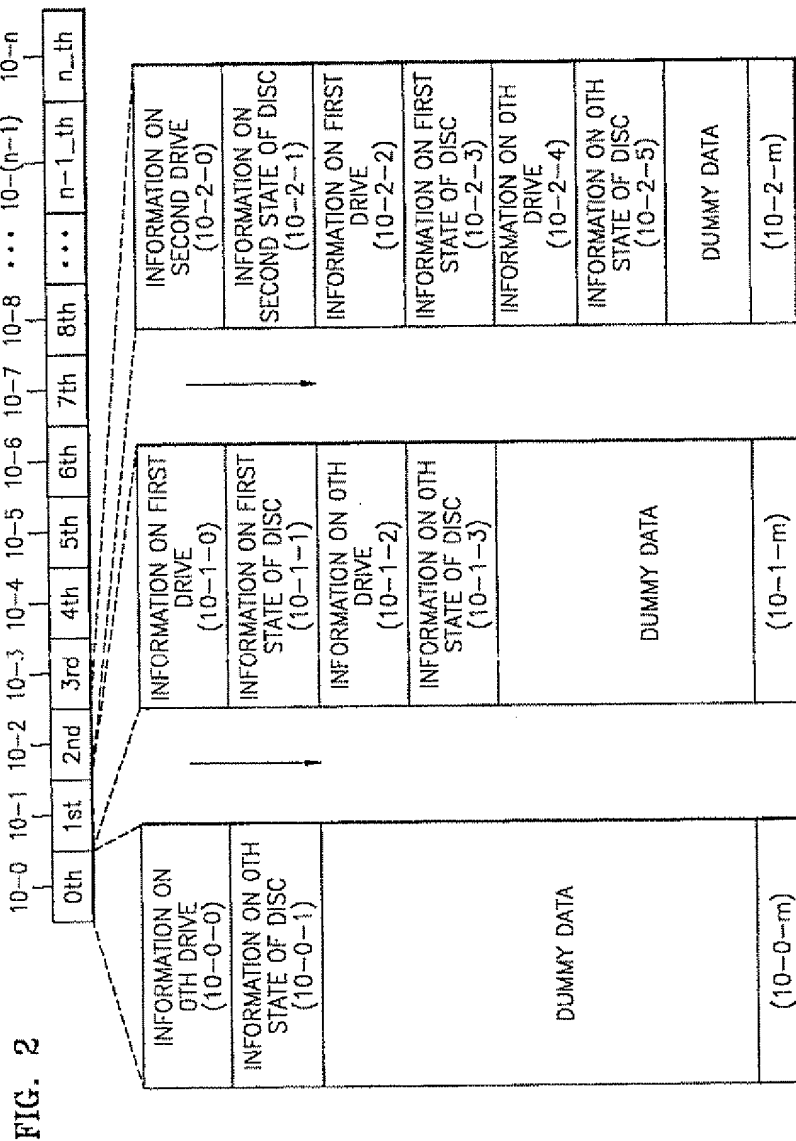 FIG. 2
10-0 10-1 10-2 10-3 10-4 10-5 10-6 10-7 10-8 ... 10-(n-1) 10-n
0th 1st 2nd 3rd 4th 5th 6th 7th 8th ... n-1_th n_th
INFORMATION ON
0TH DRIVE
(10-0-0)
INFORMATION ON 0TH
STATE OF DISC
(10-0-1)
DUMMY DATA
(10-0-m)
INFORMATION ON FIRST
DRIVE
(10-1-0)
INFORMATION ON FIRST
STATE OF DISC
(10-1-1)
INFORMATION ON 0TH
DRIVE
(10-1-2)
INFORMATION ON 0TH
STATE OF DISC
(10-1-3)
DUMMY DATA
(10-1-m)
INFORMATION ON
SECOND DRIVE
(10-2-0)
INFORMATION ON
SECOND STATE OF DISC
(10-2-1)
INFORMATION ON FIRST
DRIVE
(10-2-2)
INFORMATION ON FIRST
STATE OF DISC
(10-2-3)
INFORMATION ON 0TH
DRIVE
(10-2-4)
INFORMATION ON 0TH
STATE OF DISC
(10-2-5)
DUMMY DATA
(10-2-m)